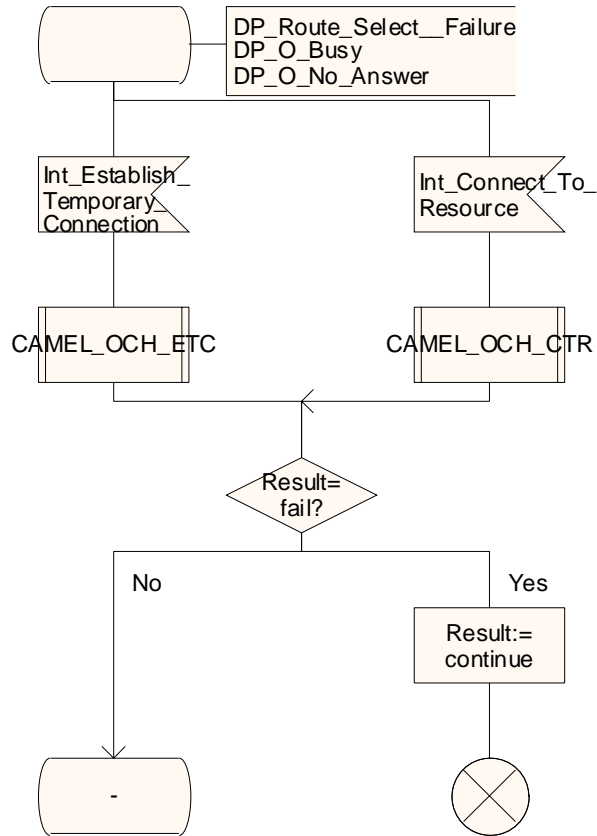 DP_Route_Select__Failure
DP_O_Busy
DP_O_No_Answer
Int_Establish_
Temporary_
Connection
Int_Connect_To_
Resource
CAMEL_OCH_ETC
CAMEL_OCH_CTR
Result=
fail?
No
Yes
Result:=
continue
-